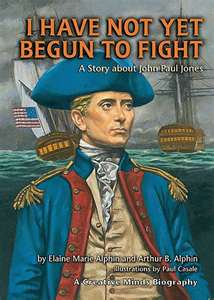 I HAVE NOT YET
BEGUN TO FIGHT
A Story about John Paul Jones
by Elaine Marie Alphin and Arthur B. Alphin
illustrations by Paul Casale
A Creative Minds Biography